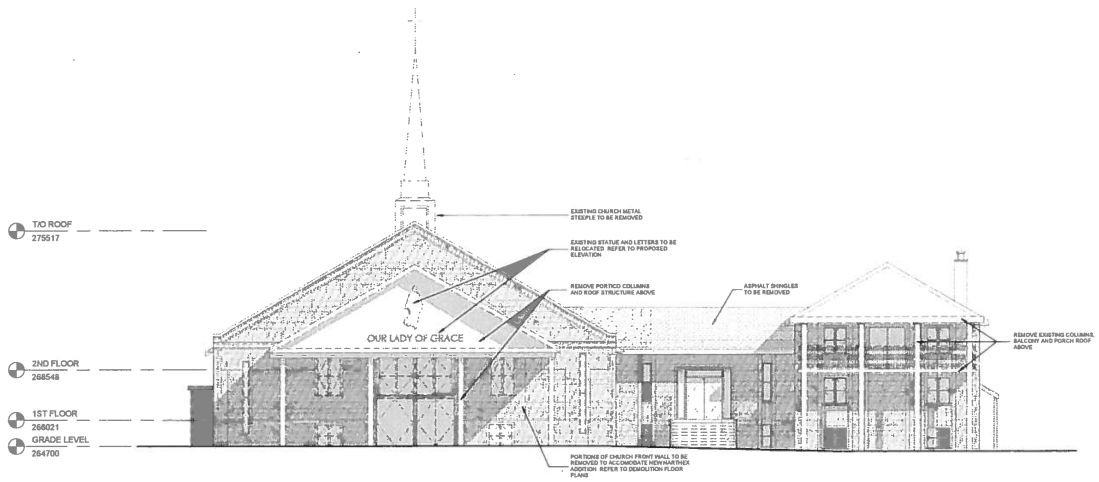 EXISTING CHURCH METAL
STEEPLE TO BE REMOVED
T/O ROOF
275517
EXISTING STATUE AND LETTERS TO BE
RELOCATED REFER TO PROPOSED
ELEVATION
REMOVE PORTICO COLUMNS
AND ROOF STRUCTURE ABOVE
ASPHALT SHINGLES
TO BE REMOVED
OUR LADY OF GRACE
REMOVE EXISTING COLUMNS,
BALCONY AND PORCH ROOF
ABOVE
2ND FLOOR
268548
1ST FLOOR
266021
GRADE LEVEL
264700
PORTIONS OF CHURCH FRONT WALL TO BE
REMOVED TO ACCOMODATE NEW NARTHEX
ADDITION REFER TO DEMOLITION FLOOR
PLANS